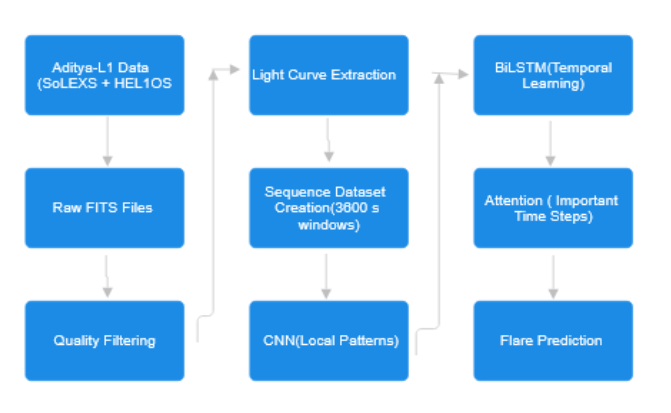 Aditya-L1 Data
(SoLEXS + HEL1OS
Raw FITS Files
Quality Filtering
Light Curve Extraction
Sequence Dataset
Creation(3600 s
windows)
CNN(Local Patterns)
BiLSTM(Temporal
Learning)
Attention ( Important
Time Steps)
Flare Prediction